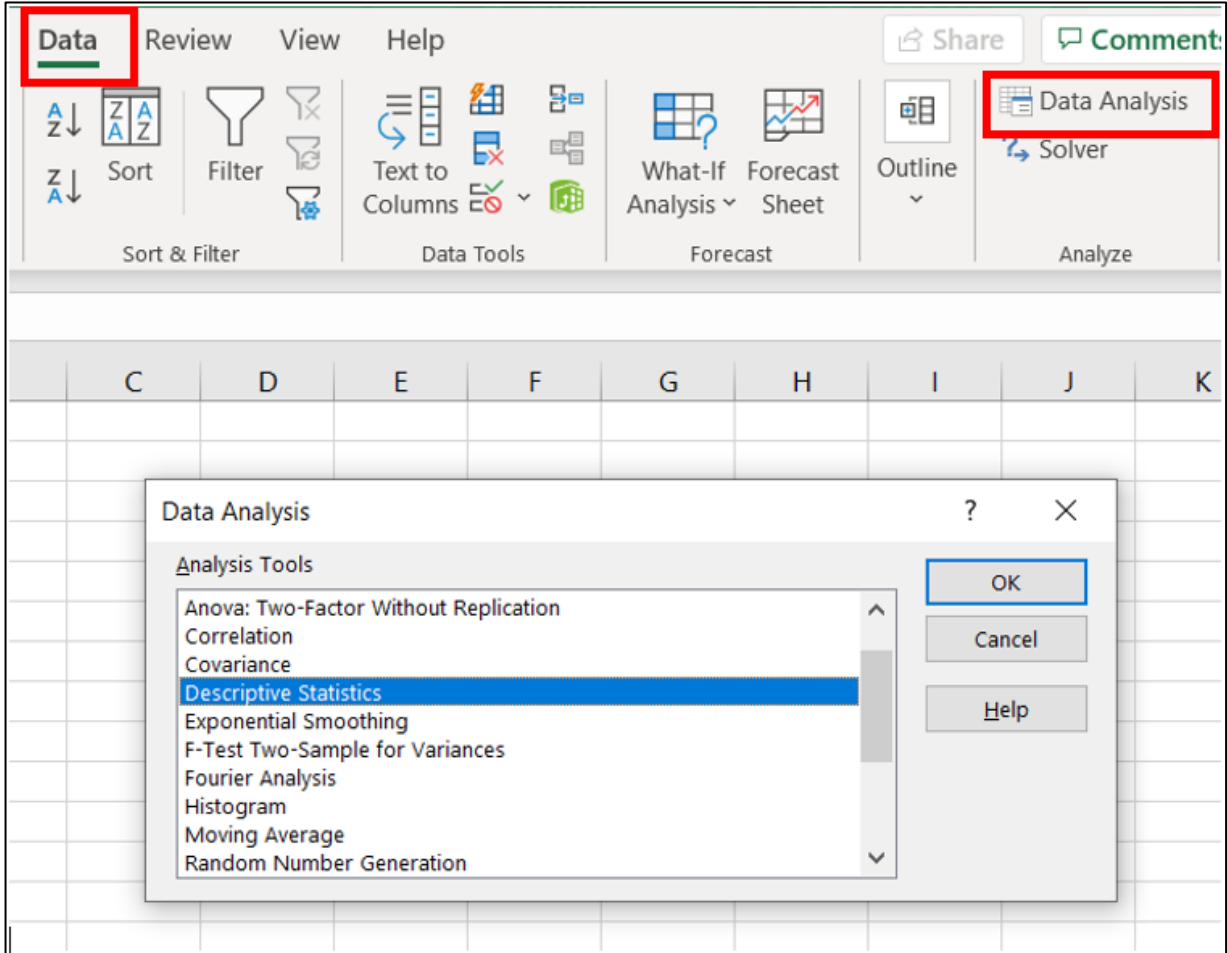 Data Review View Help Share Comments
Data Analysis
Solver
Sort Filter Text to Columns What-If Analysis Forecast Sheet Outline
Sort & Filter Data Tools Forecast Analyze
C D E F G H I J K
Data Analysis ? 
Analysis Tools
OK
Anova: Two-Factor Without Replication
Correlation
Cancel
Covariance
Descriptive Statistics
Help
Exponential Smoothing
F-Test Two-Sample for Variances
Fourier Analysis
Histogram
Moving Average
Random Number Generation